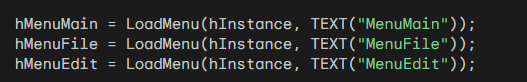 hMenuMain = LoadMenu(hInstance, TEXT("MenuMain"));
hMenuFile = LoadMenu(hInstance, TEXT("MenuFile"));
hMenuEdit = LoadMenu(hInstance, TEXT("MenuEdit"));